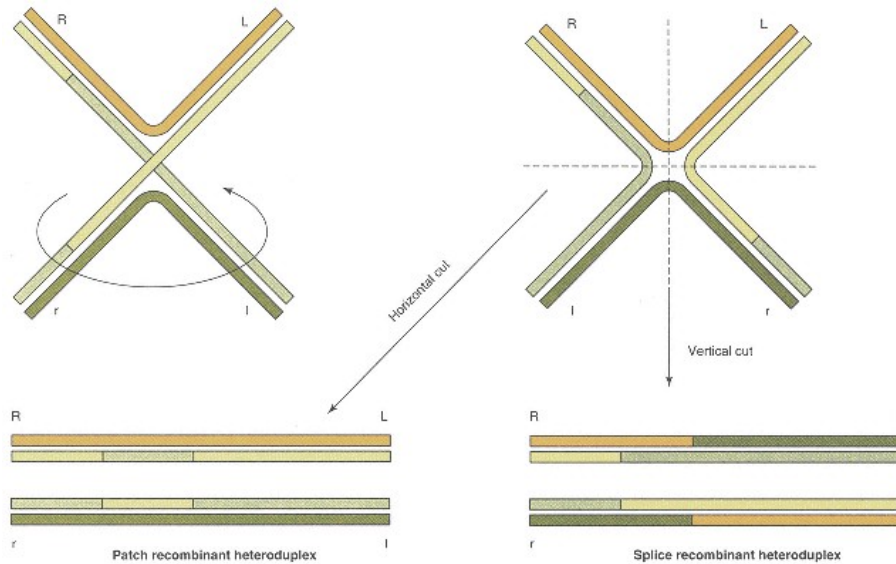 R L
R L
r l
l r
Horizontal cut
Vertical cut
R L
R
r l
r
Patch recombinant heteroduplex
Splice recombinant heteroduplex